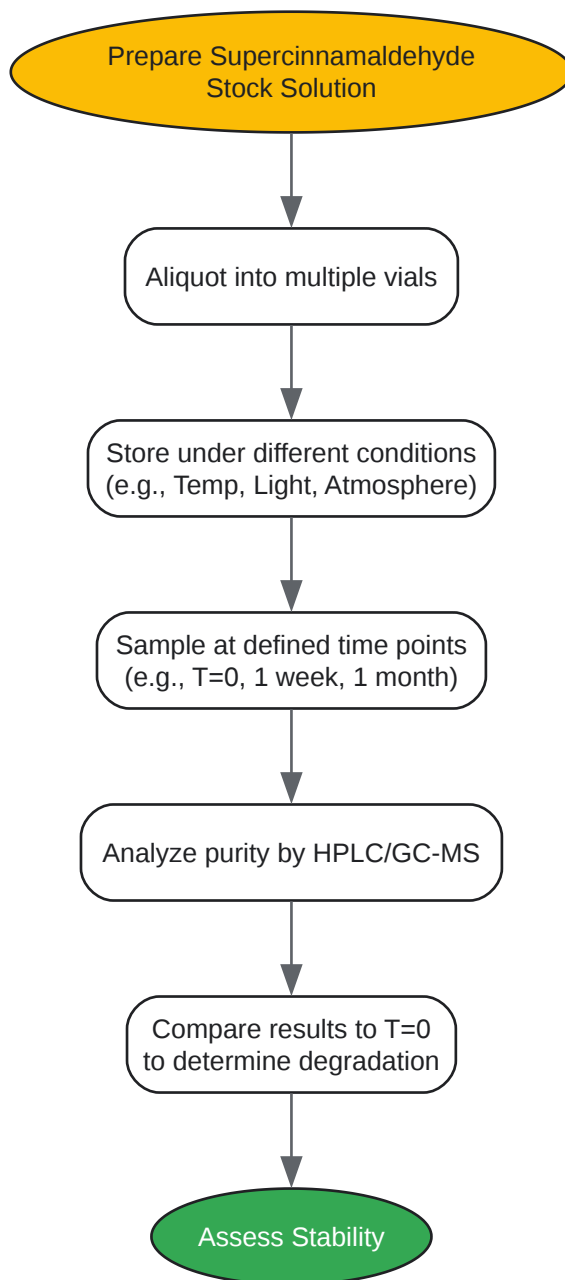 Prepare Supercinnamaldehyde
Stock Solution
Aliquot into multiple vials
Store under different conditions
(e.g., Temp, Light, Atmosphere)
Sample at defined time points
(e.g., T=0, 1 week, 1 month)
Analyze purity by HPLC/GC-MS
Compare results to T=0
to determine degradation
Assess Stability